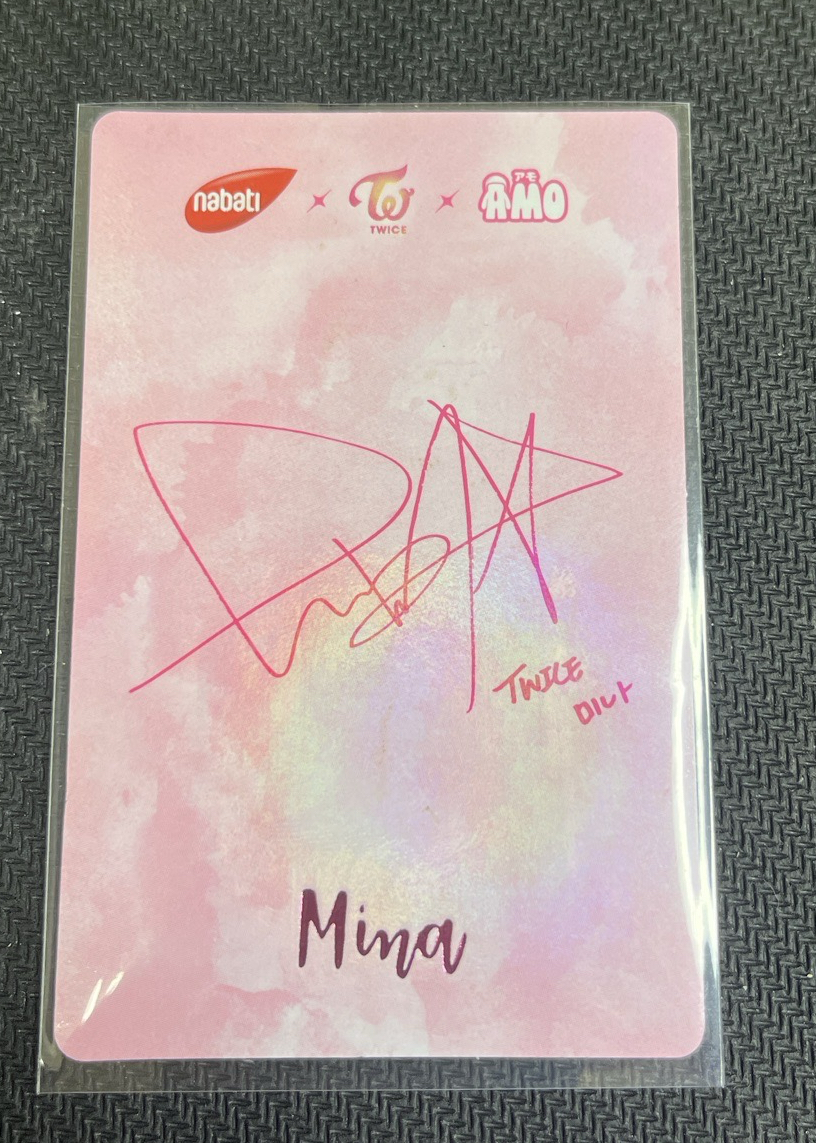 nabati TWICE アモ AMO
TWICE
미나
Mina